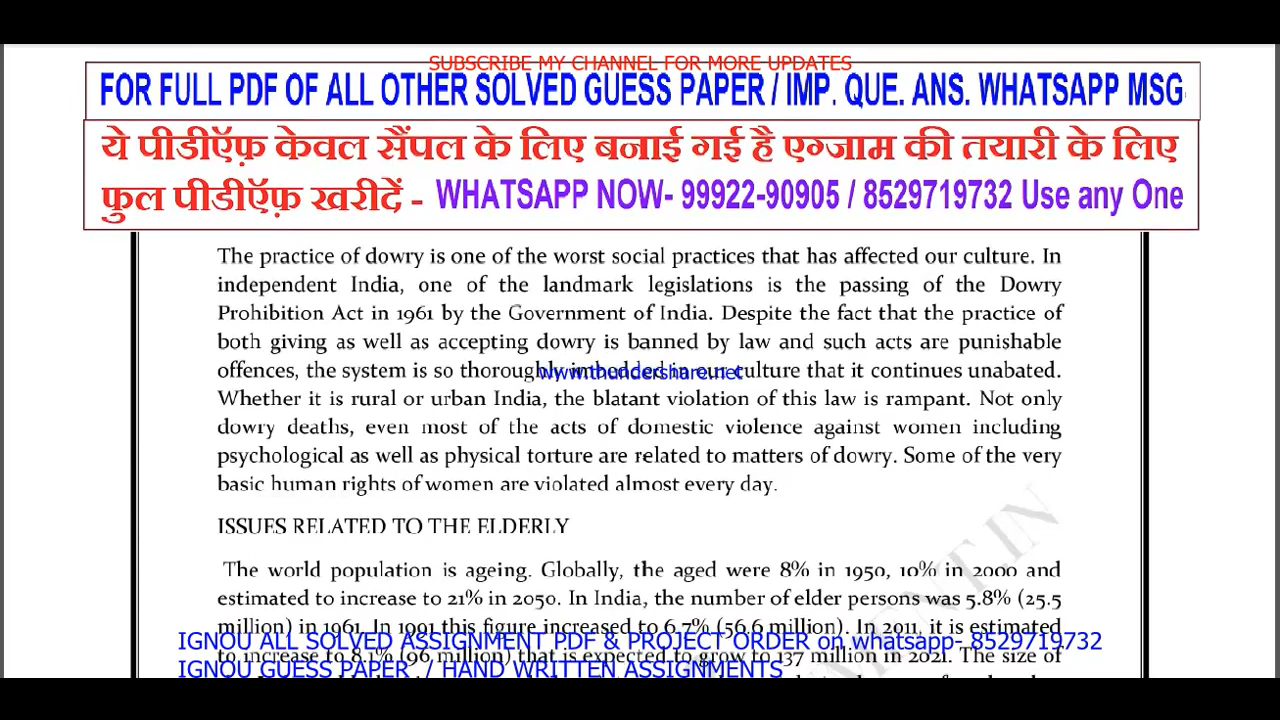 SUBSCRIBE MY CHANNEL FOR MORE UPDATES
FOR FULL PDF OF ALL OTHER SOLVED GUESS PAPER / IMP. QUE. ANS. WHATSAPP MSG
ये पीडीऍफ़ केवल सैंपल के लिए बनाई गई है एग्जाम की तयारी के लिए
फुल पीडीऍफ़ खरीदें - WHATSAPP NOW- 99922-90905 / 8529719732 Use any One
The practice of dowry is one of the worst social practices that has affected our culture. In
independent India, one of the landmark legislations is the passing of the Dowry
Prohibition Act in 1961 by the Government of India. Despite the fact that the practice of
both giving as well as accepting dowry is banned by law and such acts are punishable
offences, the system is so thoroughly imbedded in our culture that it continues unabated.
www.thundershare.net
Whether it is rural or urban India, the blatant violation of this law is rampant. Not only
dowry deaths, even most of the acts of domestic violence against women including
psychological as well as physical torture are related to matters of dowry. Some of the very
basic human rights of women are violated almost every day.
ISSUES RELATED TO THE ELDERLY
The world population is ageing. Globally, the aged were 8% in 1950, 10% in 2000 and
estimated to increase to 21% in 2050. In India, the number of elder persons was 5.8% (25.5
million) in 1961. In 1991 this figure increased to 6.7% (56.6 million). In 2011, it is estimated
IGNOU ALL SOLVED ASSIGNMENT PDF & PROJECT ORDER on whatsapp- 8529719732
to increase to 8.1% (96 million) that is expected to grow to 137 million in 2021. The size of
IGNOU GUESS PAPER / HAND WRITTEN ASSIGNMENTS